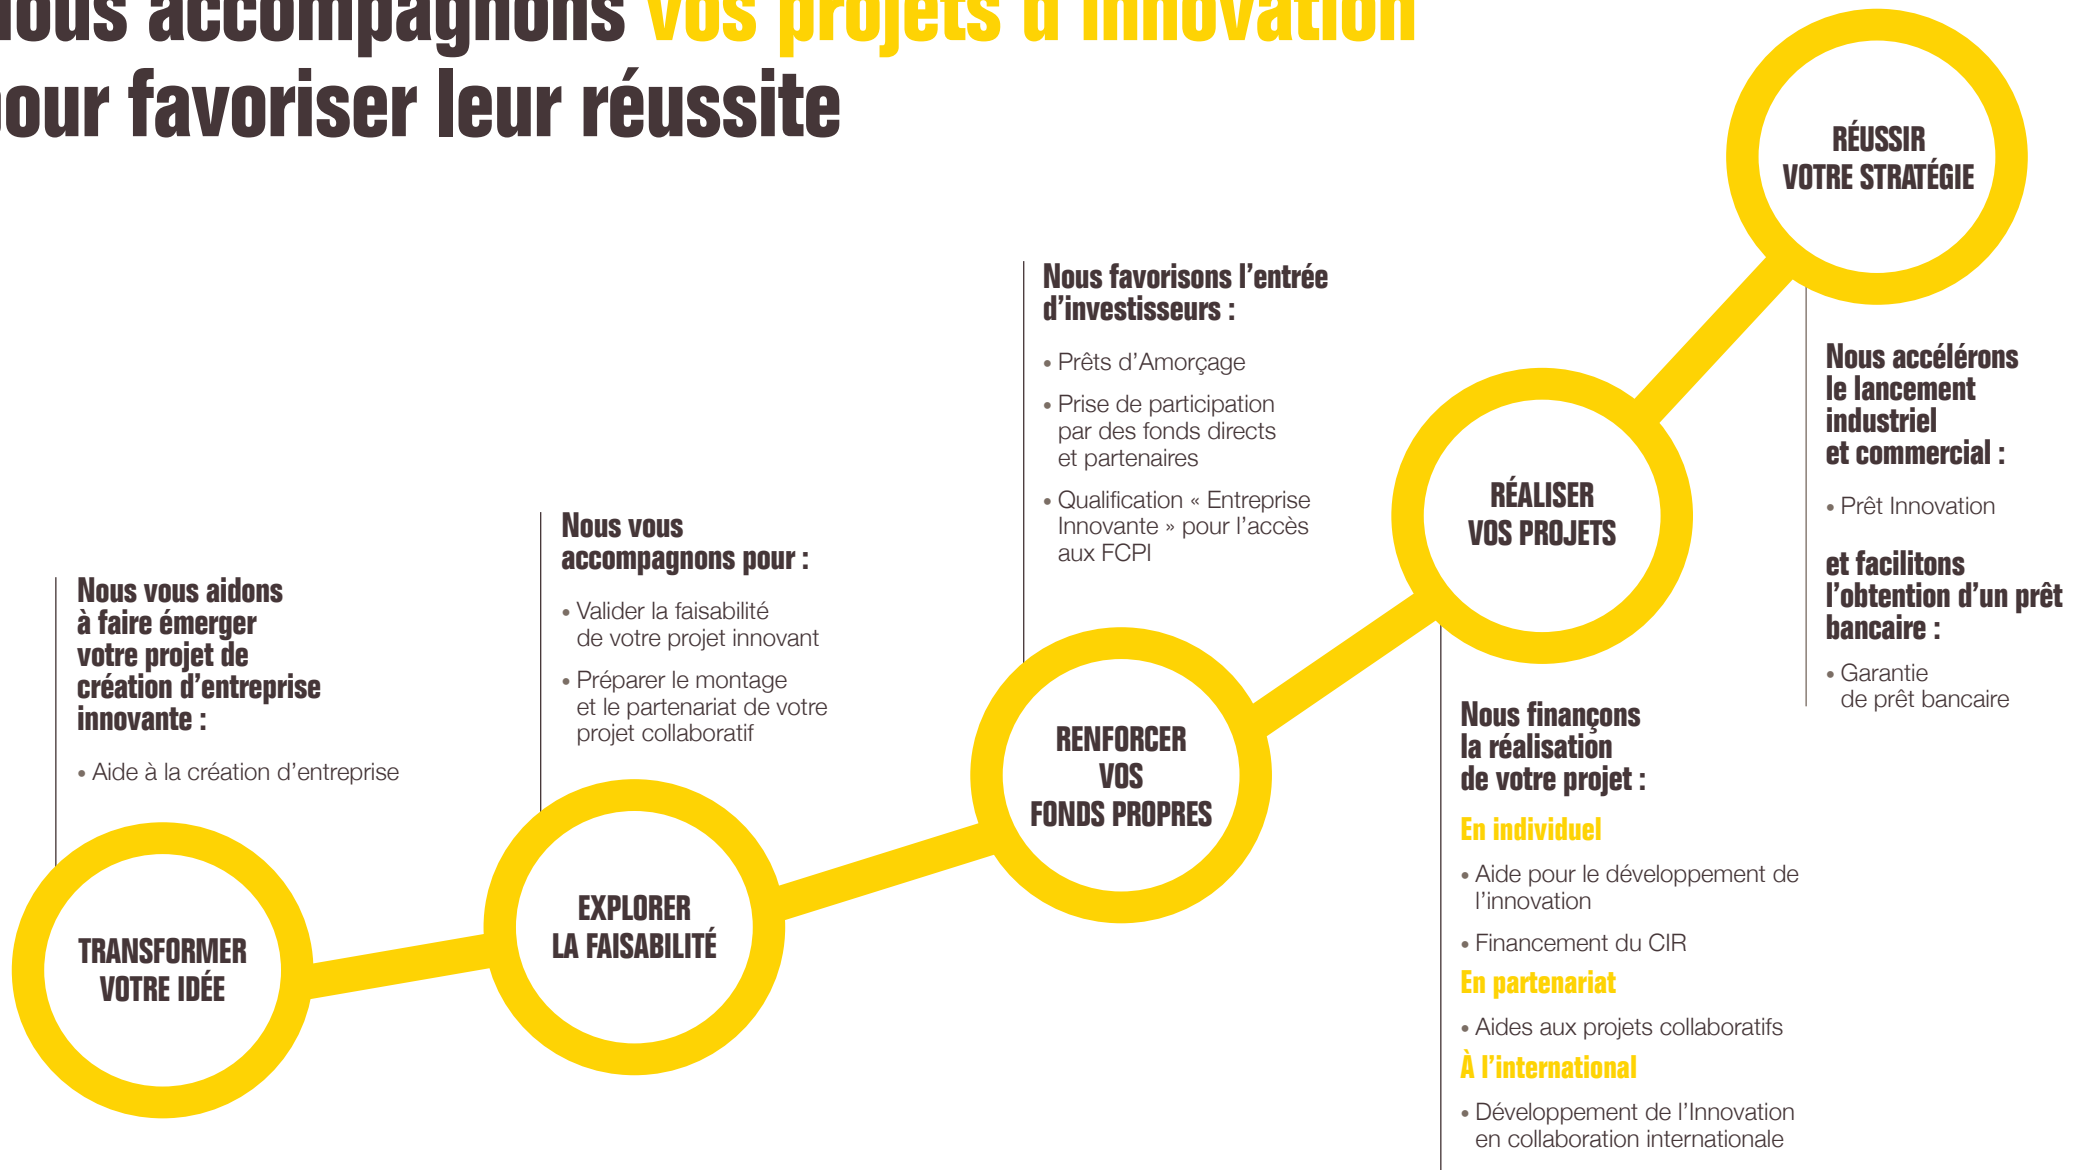 Nous accompagnons vos projets d'innovation
pour favoriser leur réussite
Nous vous aidons
à faire émerger
votre projet de
création d'entreprise
innovante :
• Aide à la création d'entreprise
TRANSFORMER
VOTRE IDÉE
Nous vous
accompagnons pour :
• Valider la faisabilité
de votre projet innovant
• Préparer le montage
et le partenariat de votre
projet collaboratif
EXPLORER
LA FAISABILITÉ
Nous favorisons l'entrée
d'investisseurs :
• Prêts d'Amorçage
• Prise de participation
par des fonds directs
et partenaires
• Qualification « Entreprise
Innovante » pour l'accès
aux FCPI
RENFORCER
VOS
FONDS PROPRES
RÉALISER
VOS PROJETS
Nous finançons
la réalisation
de votre projet :
En individuel
• Aide pour le développement de
l'innovation
• Financement du CIR
En partenariat
• Aides aux projets collaboratifs
À l'international
• Développement de l'Innovation
en collaboration internationale
RÉUSSIR
VOTRE STRATÉGIE
Nous accélérons
le lancement
industriel
et commercial :
• Prêt Innovation
et facilitons
l'obtention d'un prêt
bancaire :
• Garantie
de prêt bancaire